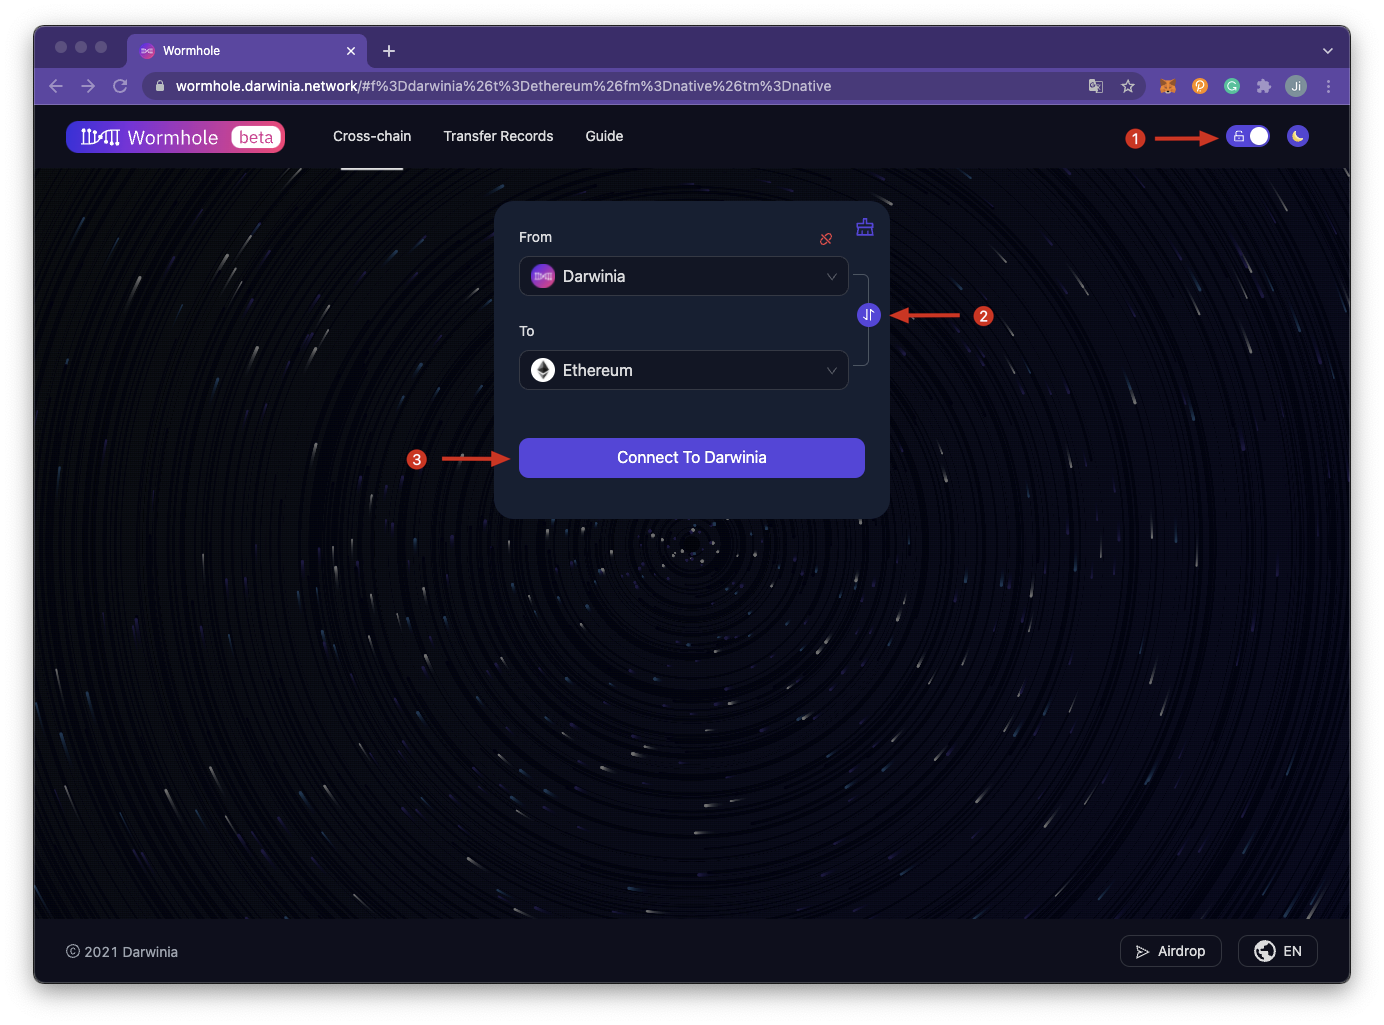 Wormhole
wormhole.darwinia.network/#f%3Ddarwinia%26t%3Dethereum%26fm%3Dnative%26tm%3Dnative
Ji
Wormhole beta
Cross-chain
Transfer Records
Guide
1
From
Darwinia
2
To
Ethereum
3
Connect To Darwinia
© 2021 Darwinia
Airdrop
EN